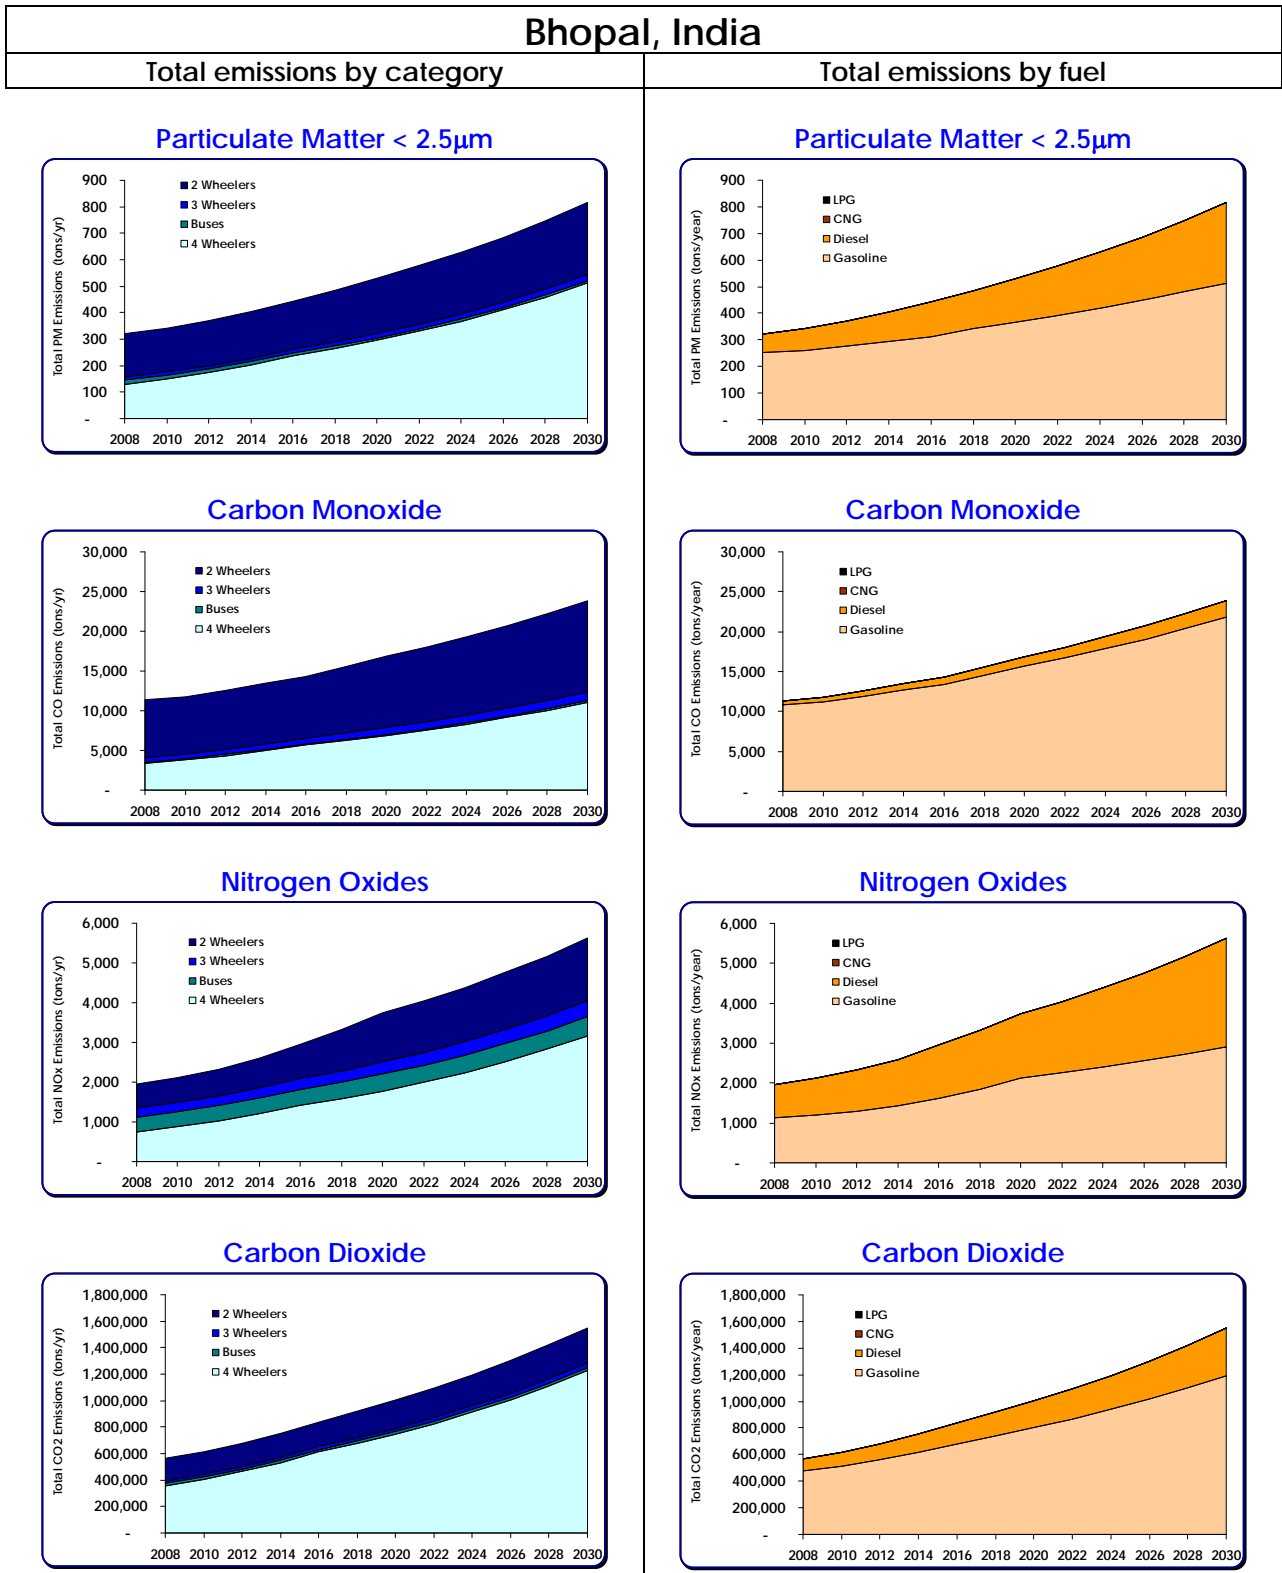 Bhopal, India
Total emissions by category
Total emissions by fuel
Particulate Matter < 2.5μm
Total PM Emissions (tons/yr)
900
800
700
600
500
400
300
200
100
-
2 Wheelers
3 Wheelers
Buses
4 Wheelers
2008 2010 2012 2014 2016 2018 2020 2022 2024 2026 2028 2030
Particulate Matter < 2.5μm
Total PM Emissions (tons/year)
900
800
700
600
500
400
300
200
100
-
LPG
CNG
Diesel
Gasoline
2008 2010 2012 2014 2016 2018 2020 2022 2024 2026 2028 2030
Carbon Monoxide
Total CO Emissions (tons/yr)
30,000
25,000
20,000
15,000
10,000
5,000
-
2 Wheelers
3 Wheelers
Buses
4 Wheelers
2008 2010 2012 2014 2016 2018 2020 2022 2024 2026 2028 2030
Carbon Monoxide
Total CO Emissions (tons/year)
30,000
25,000
20,000
15,000
10,000
5,000
-
LPG
CNG
Diesel
Gasoline
2008 2010 2012 2014 2016 2018 2020 2022 2024 2026 2028 2030
Nitrogen Oxides
Total NOx Emissions (tons/yr)
6,000
5,000
4,000
3,000
2,000
1,000
-
2 Wheelers
3 Wheelers
Buses
4 Wheelers
2008 2010 2012 2014 2016 2018 2020 2022 2024 2026 2028 2030
Nitrogen Oxides
Total NOx Emissions (tons/year)
6,000
5,000
4,000
3,000
2,000
1,000
-
LPG
CNG
Diesel
Gasoline
2008 2010 2012 2014 2016 2018 2020 2022 2024 2026 2028 2030
Carbon Dioxide
Total CO2 Emissions (tons/yr)
1,800,000
1,600,000
1,400,000
1,200,000
1,000,000
800,000
600,000
400,000
200,000
-
2 Wheelers
3 Wheelers
Buses
4 Wheelers
2008 2010 2012 2014 2016 2018 2020 2022 2024 2026 2028 2030
Carbon Dioxide
Total CO2 Emissions (tons/year)
1,800,000
1,600,000
1,400,000
1,200,000
1,000,000
800,000
600,000
400,000
200,000
-
LPG
CNG
Diesel
Gasoline
2008 2010 2012 2014 2016 2018 2020 2022 2024 2026 2028 2030